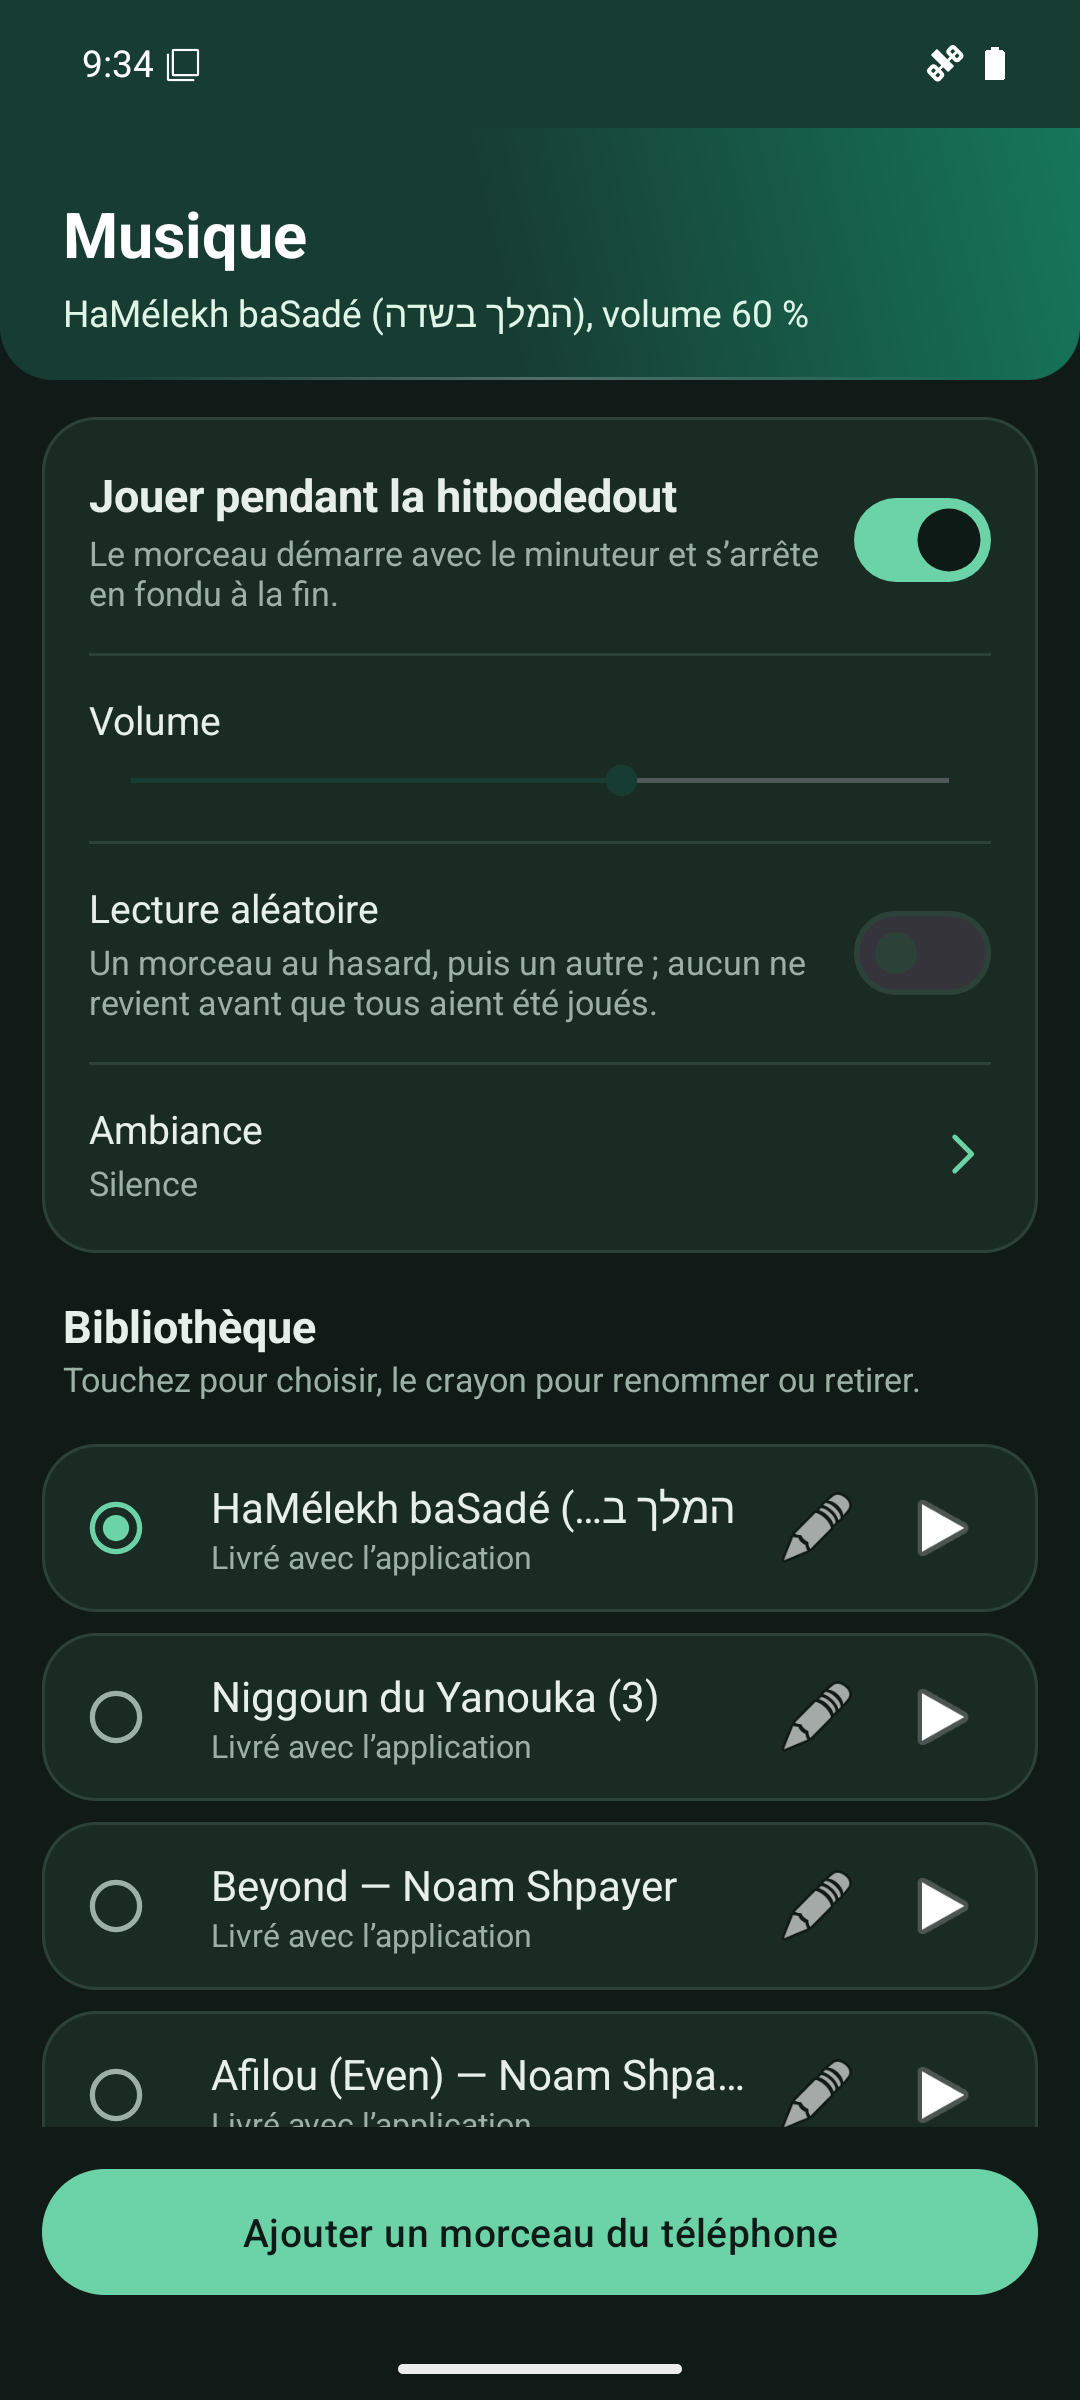 9:34
Musique
HaMélekh baSadé (המלך בשדה), volume 60 %
Jouer pendant la hitbodedout
Le morceau démarre avec le minuteur et s’arrête
en fondu à la fin.
Volume
Lecture aléatoire
Un morceau au hasard, puis un autre ; aucun ne
revient avant que tous aient été joués.
Ambiance
Silence
Bibliothèque
Touchez pour choisir, le crayon pour renommer ou retirer.
HaMélekh baSadé (המלך ב…
Livré avec l’application
Niggoun du Yanouka (3)
Livré avec l’application
Beyond — Noam Shpayer
Livré avec l’application
Afilou (Even) — Noam Shpa…
Livré avec l’application
Ajouter un morceau du téléphone